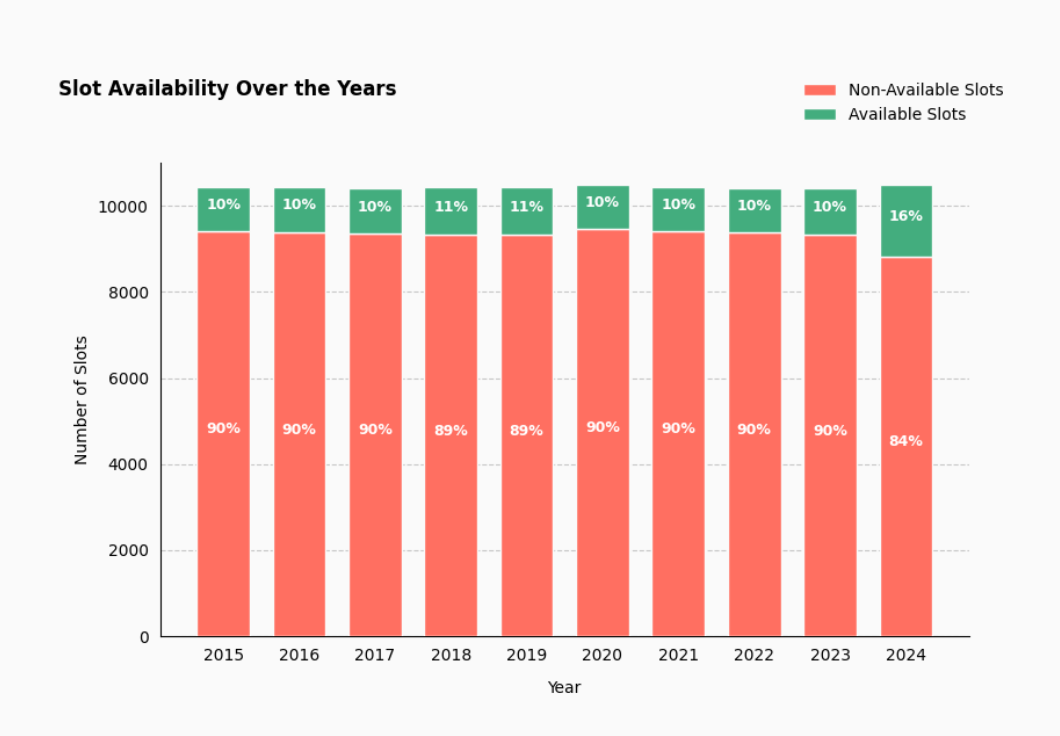 Slot Availability Over the Years
Non-Available Slots
Available Slots
10000
8000
6000
4000
2000
0
Number of Slots
10% 10% 10% 11% 11% 10% 10% 10% 10% 16%
90% 90% 90% 89% 89% 90% 90% 90% 90% 84%
2015 2016 2017 2018 2019 2020 2021 2022 2023 2024
Year